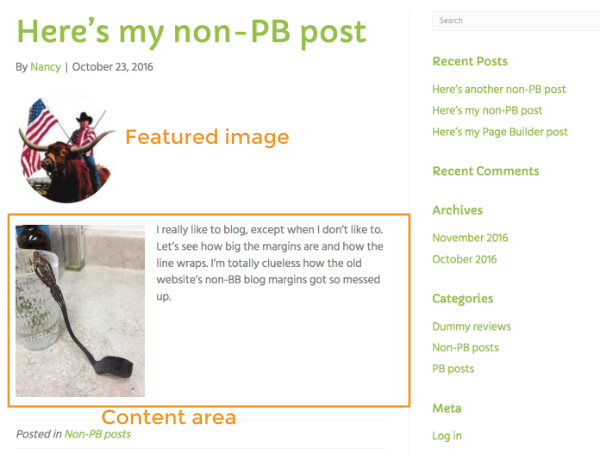 Here's my non-PB post
By Nancy | October 23, 2016
Featured image
I really like to blog, except when I don't like to.
Let's see how big the margins are and how the
line wraps. I'm totally clueless how the old
website's non-BB blog margins got so messed
up.
Content area
Posted in Non-PB posts
Search
Recent Posts
Here's another non-PB post
Here's my non-PB post
Here's my Page Builder post
Recent Comments
Archives
November 2016
October 2016
Categories
Dummy reviews
Non-PB posts
PB posts
Meta
Log in